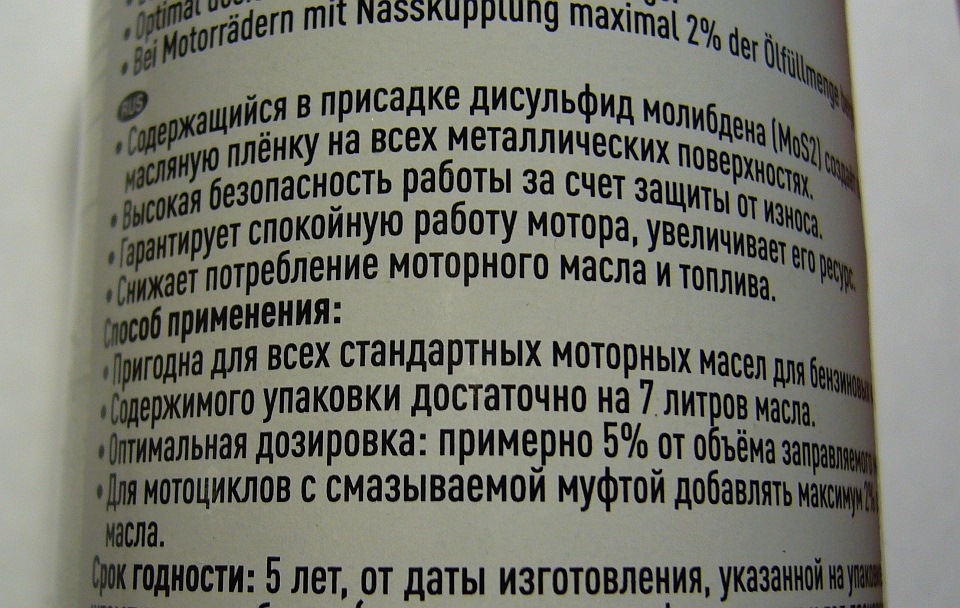 • Optimal
• Bei Motorrädern mit Nasskupplung maximal 2% der Ölfüllmenge
RUS
• Содержащийся в присадке дисульфид молибдена (MoS2)
масляную плёнку на всех металлических поверхностях.
• Высокая безопасность работы за счет защиты от износа.
• Гарантирует спокойную работу мотора, увеличивает его ресурс.
• Снижает потребление моторного масла и топлива.
Способ применения:
• Пригодна для всех стандартных моторных масел для
• Содержимого упаковки достаточно на 7 литров масла.
• Оптимальная дозировка: примерно 5% от объёма заправляемого
• Для мотоциклов с смазываемой муфтой добавлять максимум 2%
масла.
Срок годности: 5 лет, от даты изготовления, указанной на